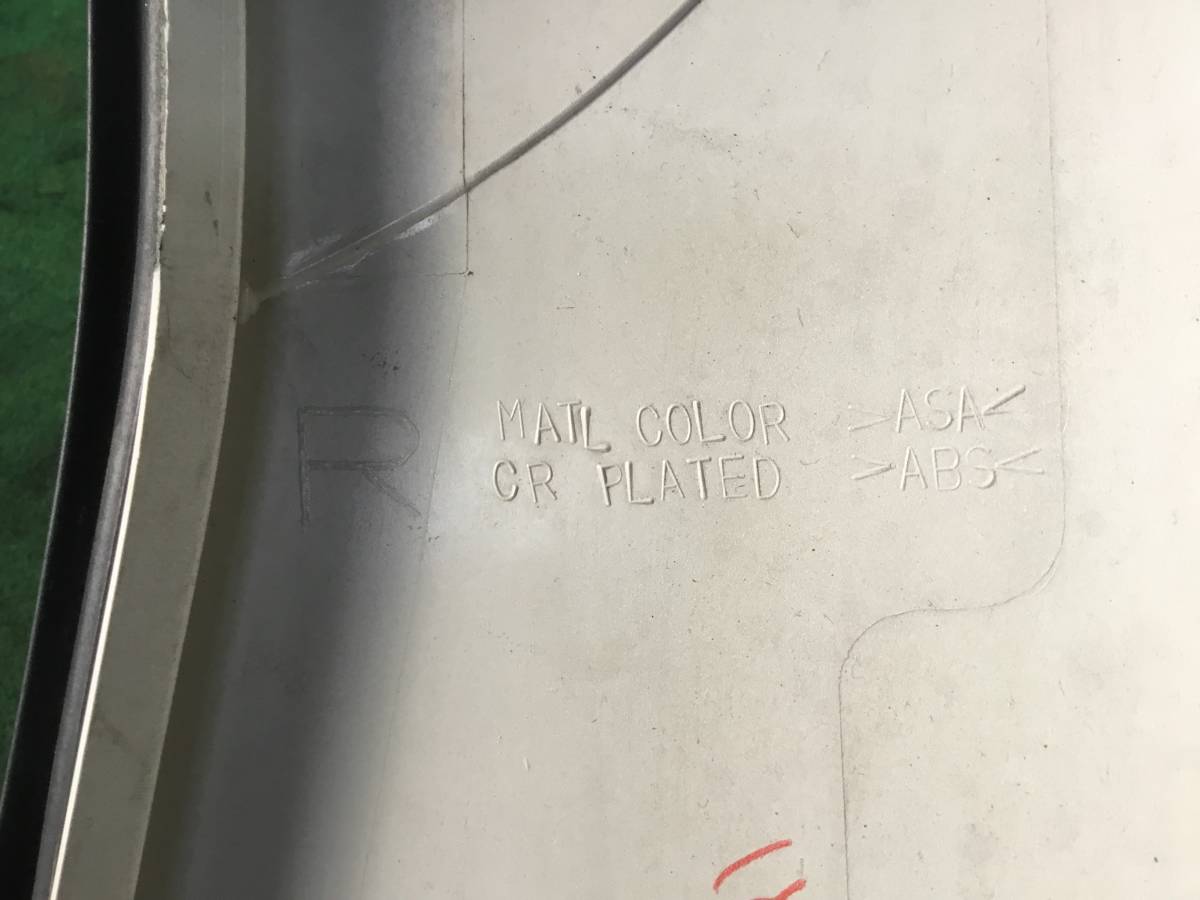 R
MATL COLOR >ASA<
CR PLATED >ABS<